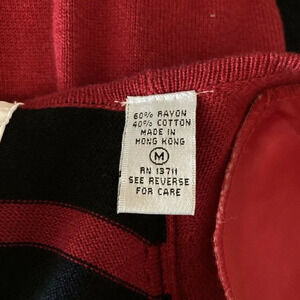 60% RAYON
40% COTTON
MADE IN
HONG KONG
M
RN 13711
SEE REVERSE
FOR CARE